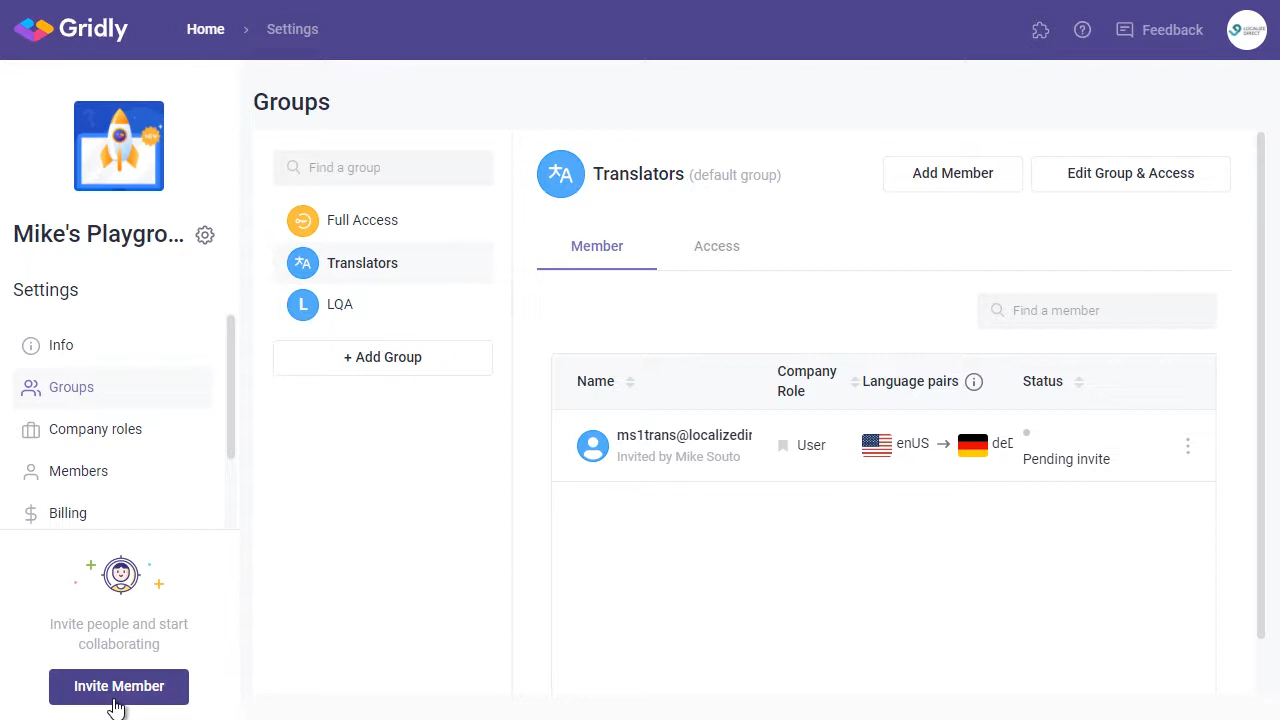 Gridly
Home › Settings
Feedback
LOCALIZE
DIRECT
NEW
Mike's Playgro...
Settings
Info
Groups
Company roles
Members
Billing
Invite people and start
collaborating
Invite Member
Groups
Find a group
Full Access
Translators
L LQA
+ Add Group
Translators (default group)
Add Member
Edit Group & Access
Member
Access
Find a member
Name
Company
Role
Language pairs
Status
ms1trans@localizedir
Invited by Mike Souto
User
enUS → deD
Pending invite